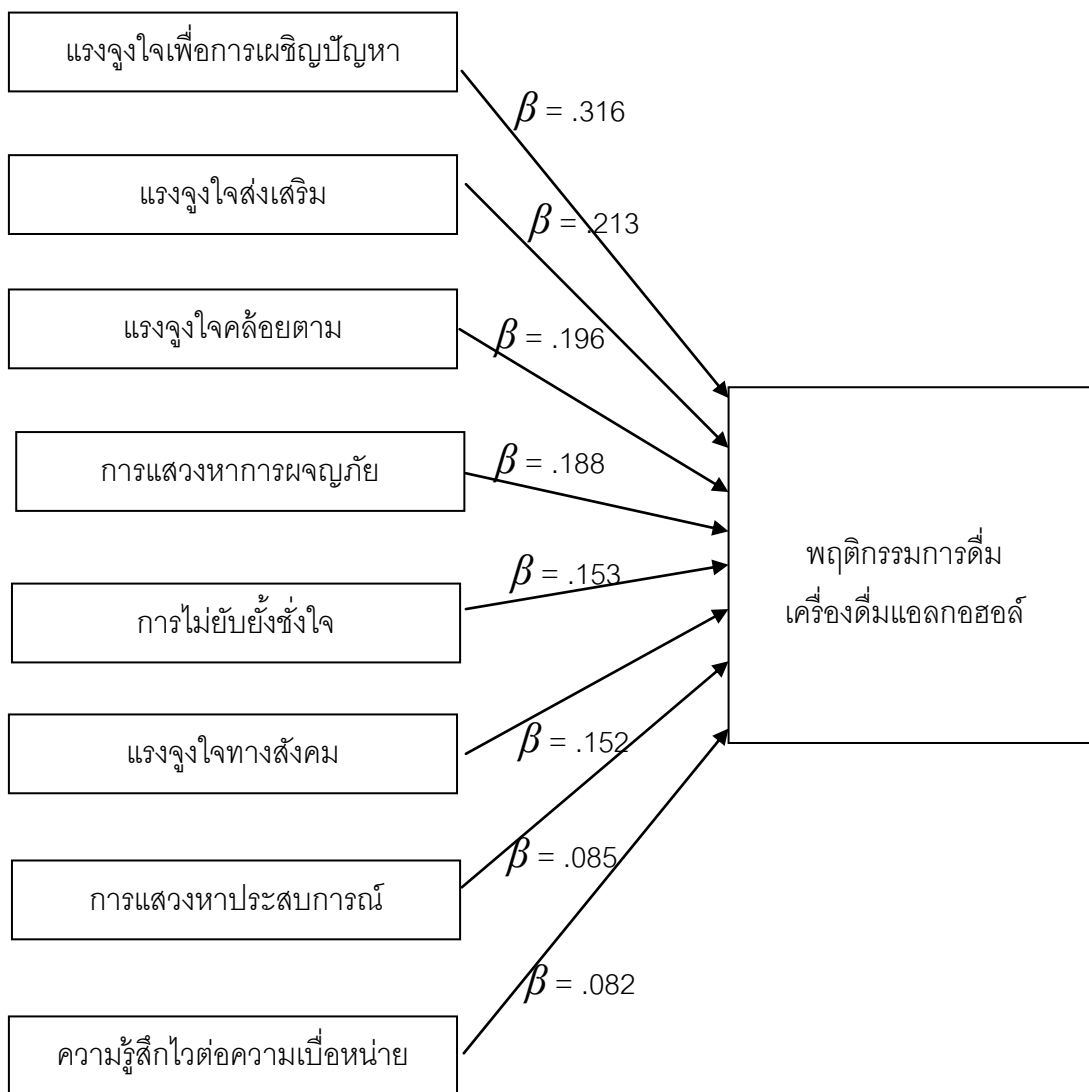 แรงจูงใจเพื่อการเผชิญปัญหา
β = .316
แรงจูงใจส่งเสริม
β = .213
แรงจูงใจคล้อยตาม
β = .196
การแสวงหาการผจญภัย
β = .188
การไม่ยับยั้งชั่งใจ
β = .153
แรงจูงใจทางสังคม
β = .152
การแสวงหาประสบการณ์
β = .085
ความรู้สึกไวต่อความเบื่อหน่าย
β = .082
พฤติกรรมการดื่ม
เครื่องดื่มแอลกอฮอล์